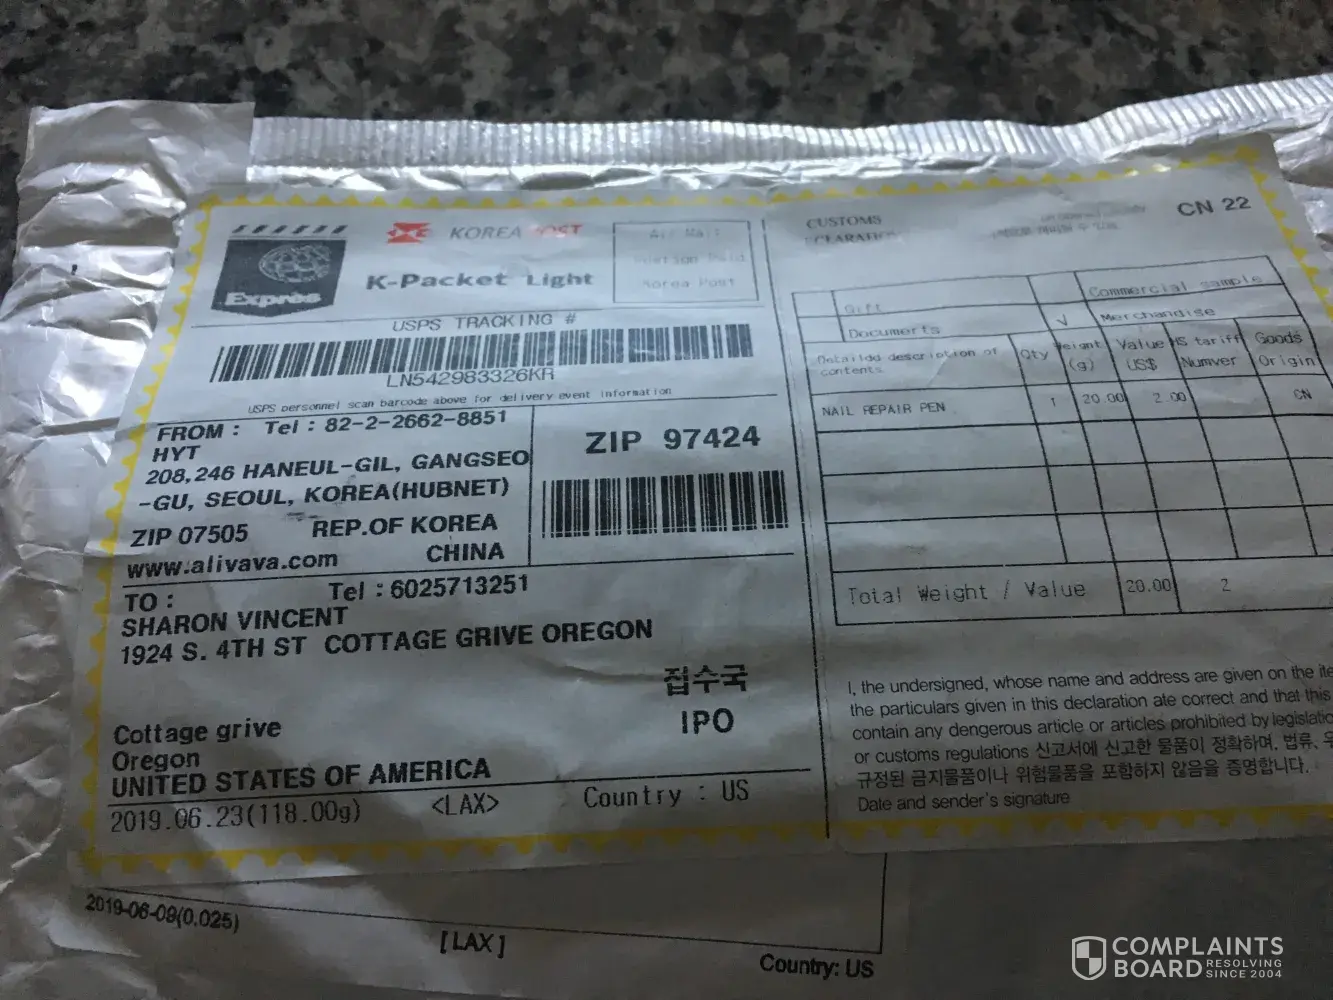 Express
KOREA POST
K-Packet Light
Air Mail
Korea Post
USPS TRACKING #
LN542983326KR
USPS personnel scan barcode above for delivery event information
FROM : Tel : 82-2-2662-8851
HYT
208,246 HANEUL-GIL, GANGSEO
-GU, SEOUL, KOREA(HUBNET)
ZIP 07505 REP.OF KOREA
www.alivava.com CHINA
ZIP 97424
TO : Tel : 6025713251
SHARON VINCENT
1924 S. 4TH ST COTTAGE GRIVE OREGON
접수국
IPO
Cottage grive
Oregon
UNITED STATES OF AMERICA
2019.06.23(118.00g) <LAX> Country : US
CUSTOMS
CN 22
Gift
Commercial sample
Documents
√ Merchandise
Detailda description of contents
Qty
Weight (g)
Value US$
HS tariff Numver
Goods Origin
NAIL REPAIR PEN 1 20.00 2.00 CN
Total Weight / Value 20.00 2
I, the undersigned, whose name and address are given on the
the particulars given in this declaration ate correct and that this
contain any dengerous article or articles prohibited by
or customs regulations 신고서에 신고한 물품이 정확하며, 법류,
규정된 금지물품이나 위험물품을 포함하지 않음을 증명합니다.
Date and sender's signature
2019-06-09(0.025)
[LAX]
Country: US
COMPLAINTS
BOARD RESOLVING SINCE 2004